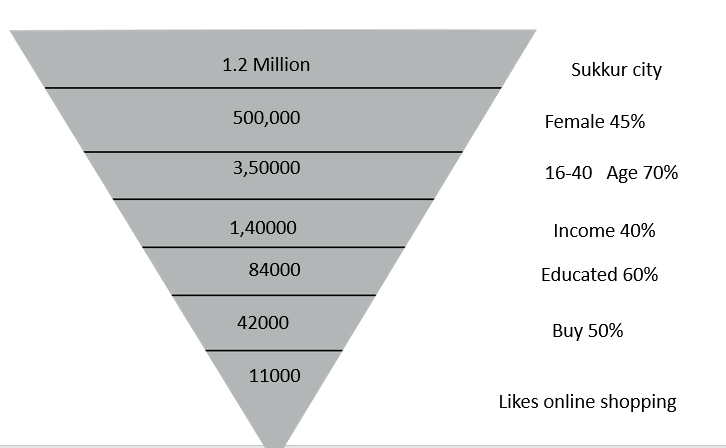 1.2 Million
Sukkur city
500,000
Female 45%
3,50000
16-40 Age 70%
1,40000
Income 40%
84000
Educated 60%
42000
Buy 50%
11000
Likes online shopping